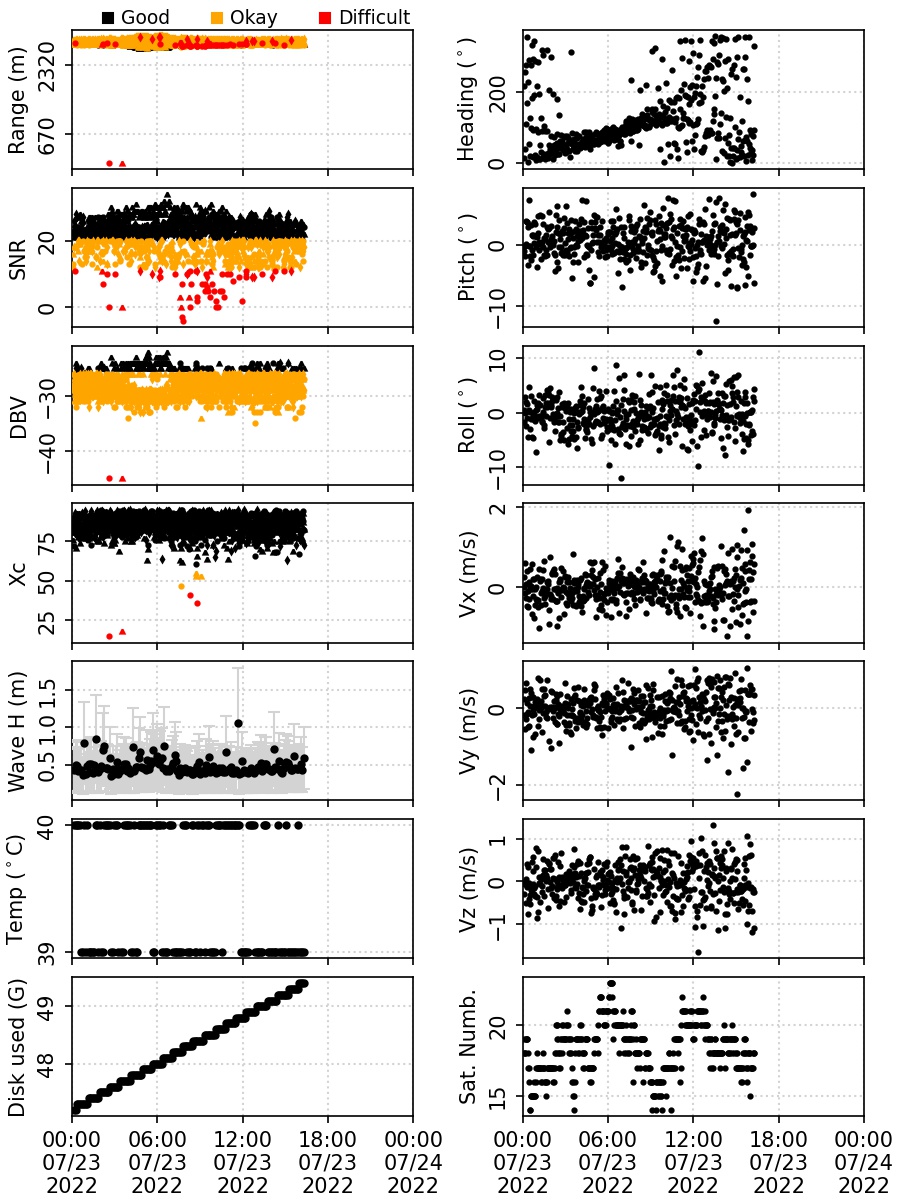 Good Okay Difficult
Range (m)
2320
670
Heading (°)
200
0
SNR
20
0
Pitch (°)
0
−10
DBV
−30
−40
Roll (°)
10
0
−10
Xc
75
50
25
Vx (m/s)
2
0
Wave H (m)
1.5
1.0
0.5
Vy (m/s)
0
−2
Temp (°C)
40
39
Vz (m/s)
1
0
−1
Disk used (G)
49
48
Sat. Numb.
20
15
00:00 06:00 12:00 18:00 00:00
07/23 07/23 07/23 07/23 07/24
2022 2022 2022 2022 2022
00:00 06:00 12:00 18:00 00:00
07/23 07/23 07/23 07/23 07/24
2022 2022 2022 2022 2022